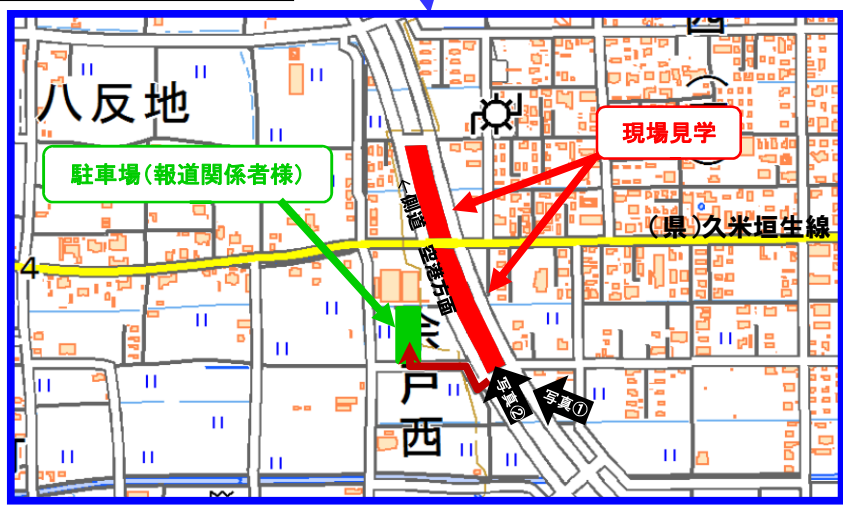 西
八反地
現場見学
駐車場(報道関係者様)
<側道 空港方面
(県)久米垣生線
4
戸西
写真②
写真①